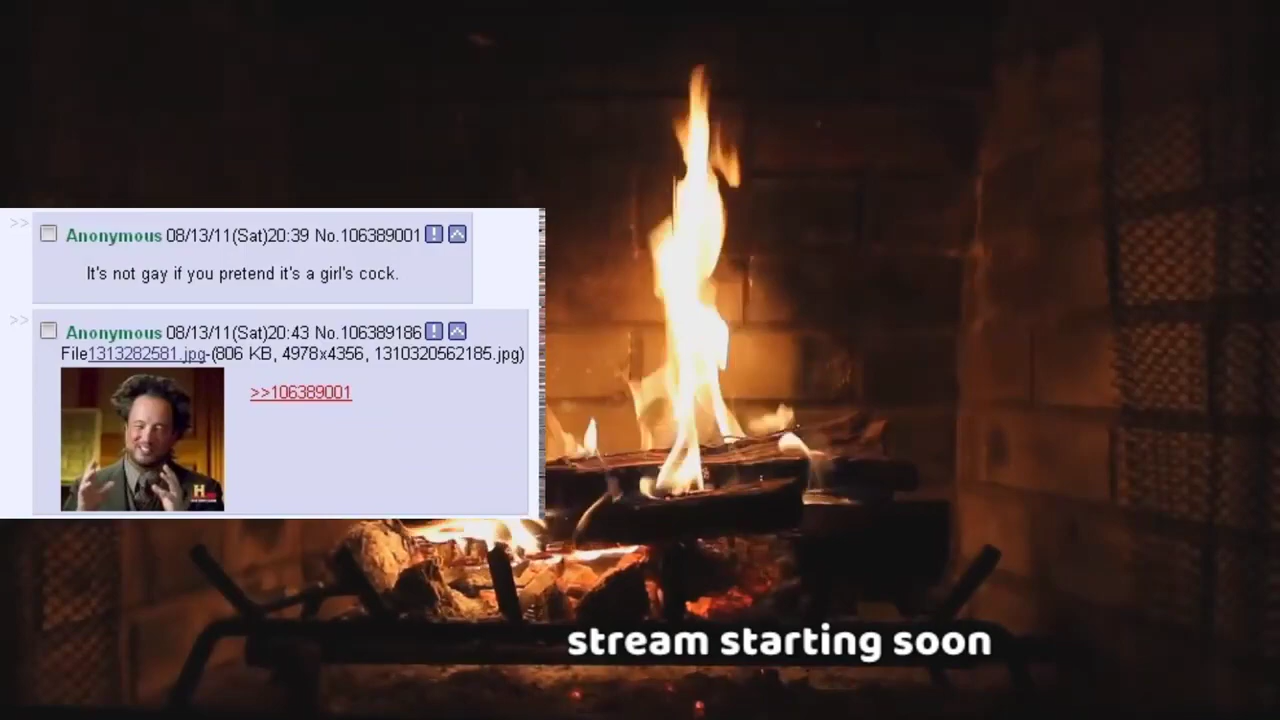 >>
Anonymous 08/13/11(Sat)20:39 No.106389001
It's not gay if you pretend it's a girl's cock.
>>
Anonymous 08/13/11(Sat)20:43 No.106389186
File1313282581.jpg-(806 KB, 4978x4356, 1310320562185.jpg)
>>106389001
H
stream starting soon